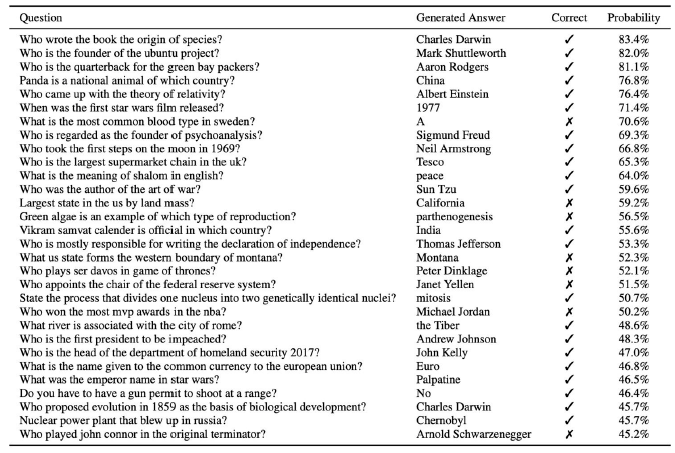 Question Generated Answer Correct Probability
Who wrote the book the origin of species? Charles Darwin ✓ 83.4%
Who is the founder of the ubuntu project? Mark Shuttleworth ✓ 82.0%
Who is the quarterback for the green bay packers? Aaron Rodgers ✓ 81.1%
Panda is a national animal of which country? China ✓ 76.8%
Who came up with the theory of relativity? Albert Einstein ✓ 76.4%
When was the first star wars film released? 1977 ✓ 71.4%
What is the most common blood type in sweden? A ✗ 70.6%
Who is regarded as the founder of psychoanalysis? Sigmund Freud ✓ 69.3%
Who took the first steps on the moon in 1969? Neil Armstrong ✓ 66.8%
Who is the largest supermarket chain in the uk? Tesco ✓ 65.3%
What is the meaning of shalom in english? peace ✓ 64.0%
Who was the author of the art of war? Sun Tzu ✓ 59.6%
Largest state in the us by land mass? California ✗ 59.2%
Green algae is an example of which type of reproduction? parthenogenesis ✗ 56.5%
Vikram samvat calender is official in which country? India ✓ 55.6%
Who is mostly responsible for writing the declaration of independence? Thomas Jefferson ✓ 53.3%
What us state forms the western boundary of montana? Montana ✗ 52.3%
Who plays ser davos in game of thrones? Peter Dinklage ✗ 52.1%
Who appoints the chair of the federal reserve system? Janet Yellen ✗ 51.5%
State the process that divides one nucleus into two genetically identical nuclei? mitosis ✓ 50.7%
Who won the most mvp awards in the nba? Michael Jordan ✗ 50.2%
What river is associated with the city of rome? the Tiber ✓ 48.6%
Who is the first president to be impeached? Andrew Johnson ✓ 48.3%
Who is the head of the department of homeland security 2017? John Kelly ✓ 47.0%
What is the name given to the common currency to the european union? Euro ✓ 46.8%
What was the emperor name in star wars? Palpatine ✓ 46.5%
Do you have to have a gun permit to shoot at a range? No ✓ 46.4%
Who proposed evolution in 1859 as the basis of biological development? Charles Darwin ✓ 45.7%
Nuclear power plant that blew up in russia? Chernobyl ✓ 45.7%
Who played john connor in the original terminator? Arnold Schwarzenegger ✗ 45.2%